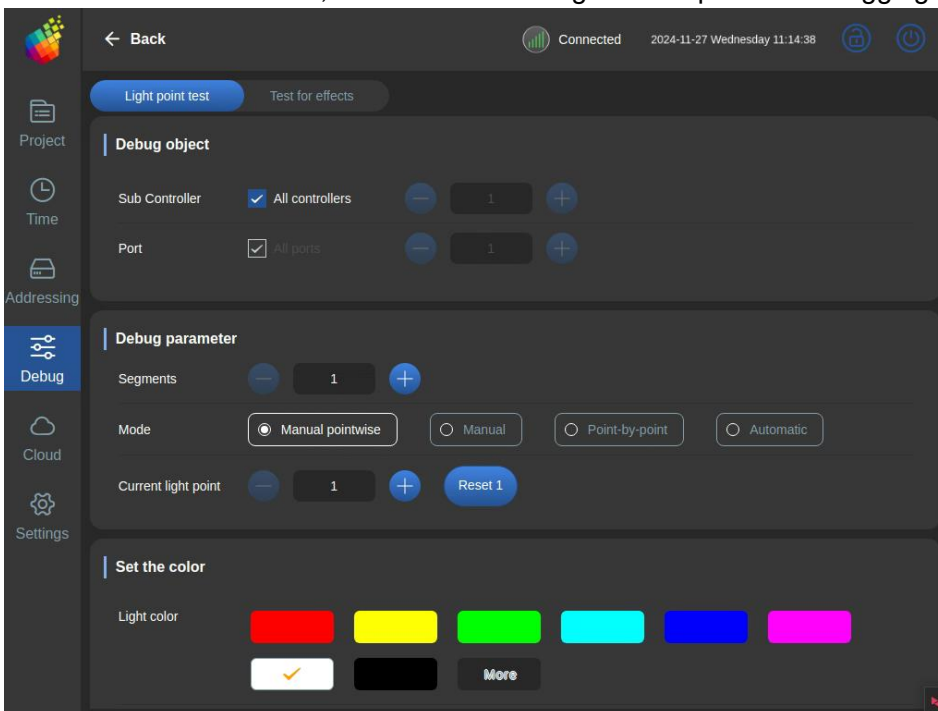 Back
Connected
2024-11-27 Wednesday 11:14:38
Light point test
Test for effects
Project
Time
Addressing
Debug
Cloud
Settings
Debug object
Sub Controller All controllers 1
Port All ports 1
Debug parameter
Segments 1
Mode Manual pointwise Manual Point-by-point Automatic
Current light point 1 Reset 1
Set the color
Light color
More